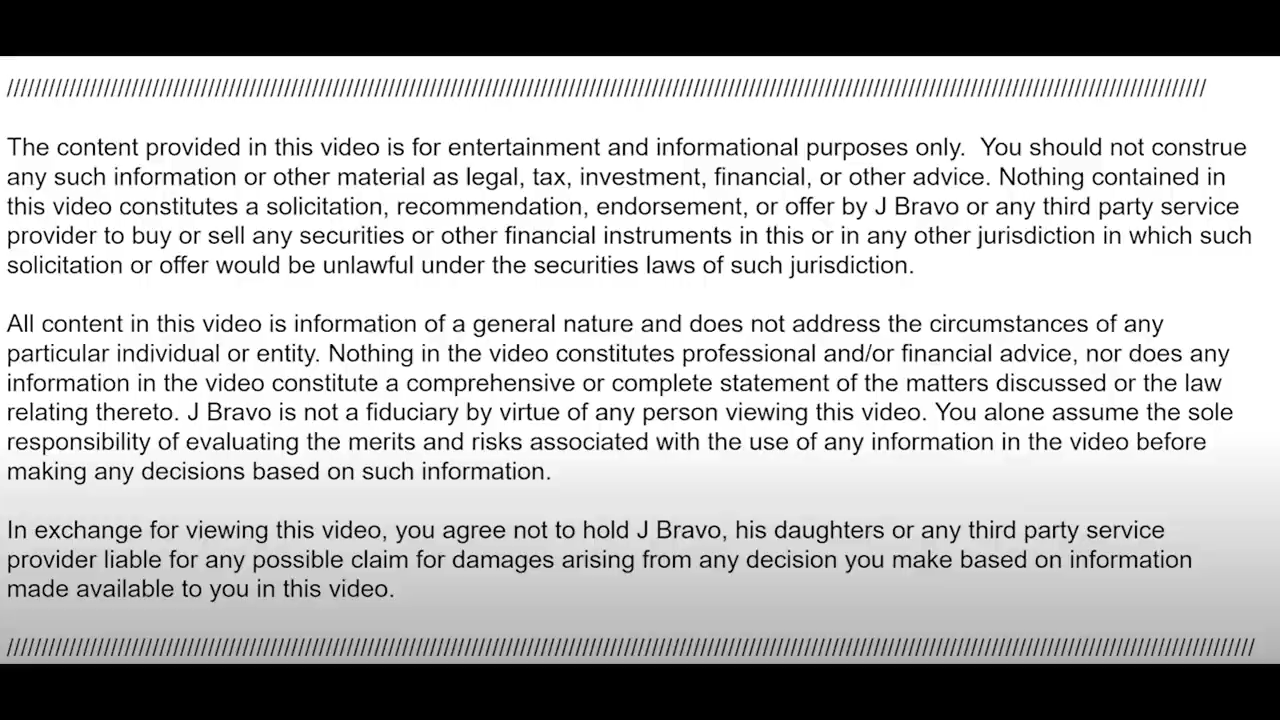 ////////////////////////////////////////////////////////////////////////////////////////////////////////////////////////////////////////////////////////////////////////////
The content provided in this video is for entertainment and informational purposes only.  You should not construe
any such information or other material as legal, tax, investment, financial, or other advice. Nothing contained in
this video constitutes a solicitation, recommendation, endorsement, or offer by J Bravo or any third party service
provider to buy or sell any securities or other financial instruments in this or in any other jurisdiction in which such
solicitation or offer would be unlawful under the securities laws of such jurisdiction.
All content in this video is information of a general nature and does not address the circumstances of any
particular individual or entity. Nothing in the video constitutes professional and/or financial advice, nor does any
information in the video constitute a comprehensive or complete statement of the matters discussed or the law
relating thereto. J Bravo is not a fiduciary by virtue of any person viewing this video. You alone assume the sole
responsibility of evaluating the merits and risks associated with the use of any information in the video before
making any decisions based on such information.
In exchange for viewing this video, you agree not to hold J Bravo, his daughters or any third party service
provider liable for any possible claim for damages arising from any decision you make based on information
made available to you in this video.
///////////////////////////////////////////////////////////////////////////////////////////////////////////////////////////////////////////////////////////////////////////////////